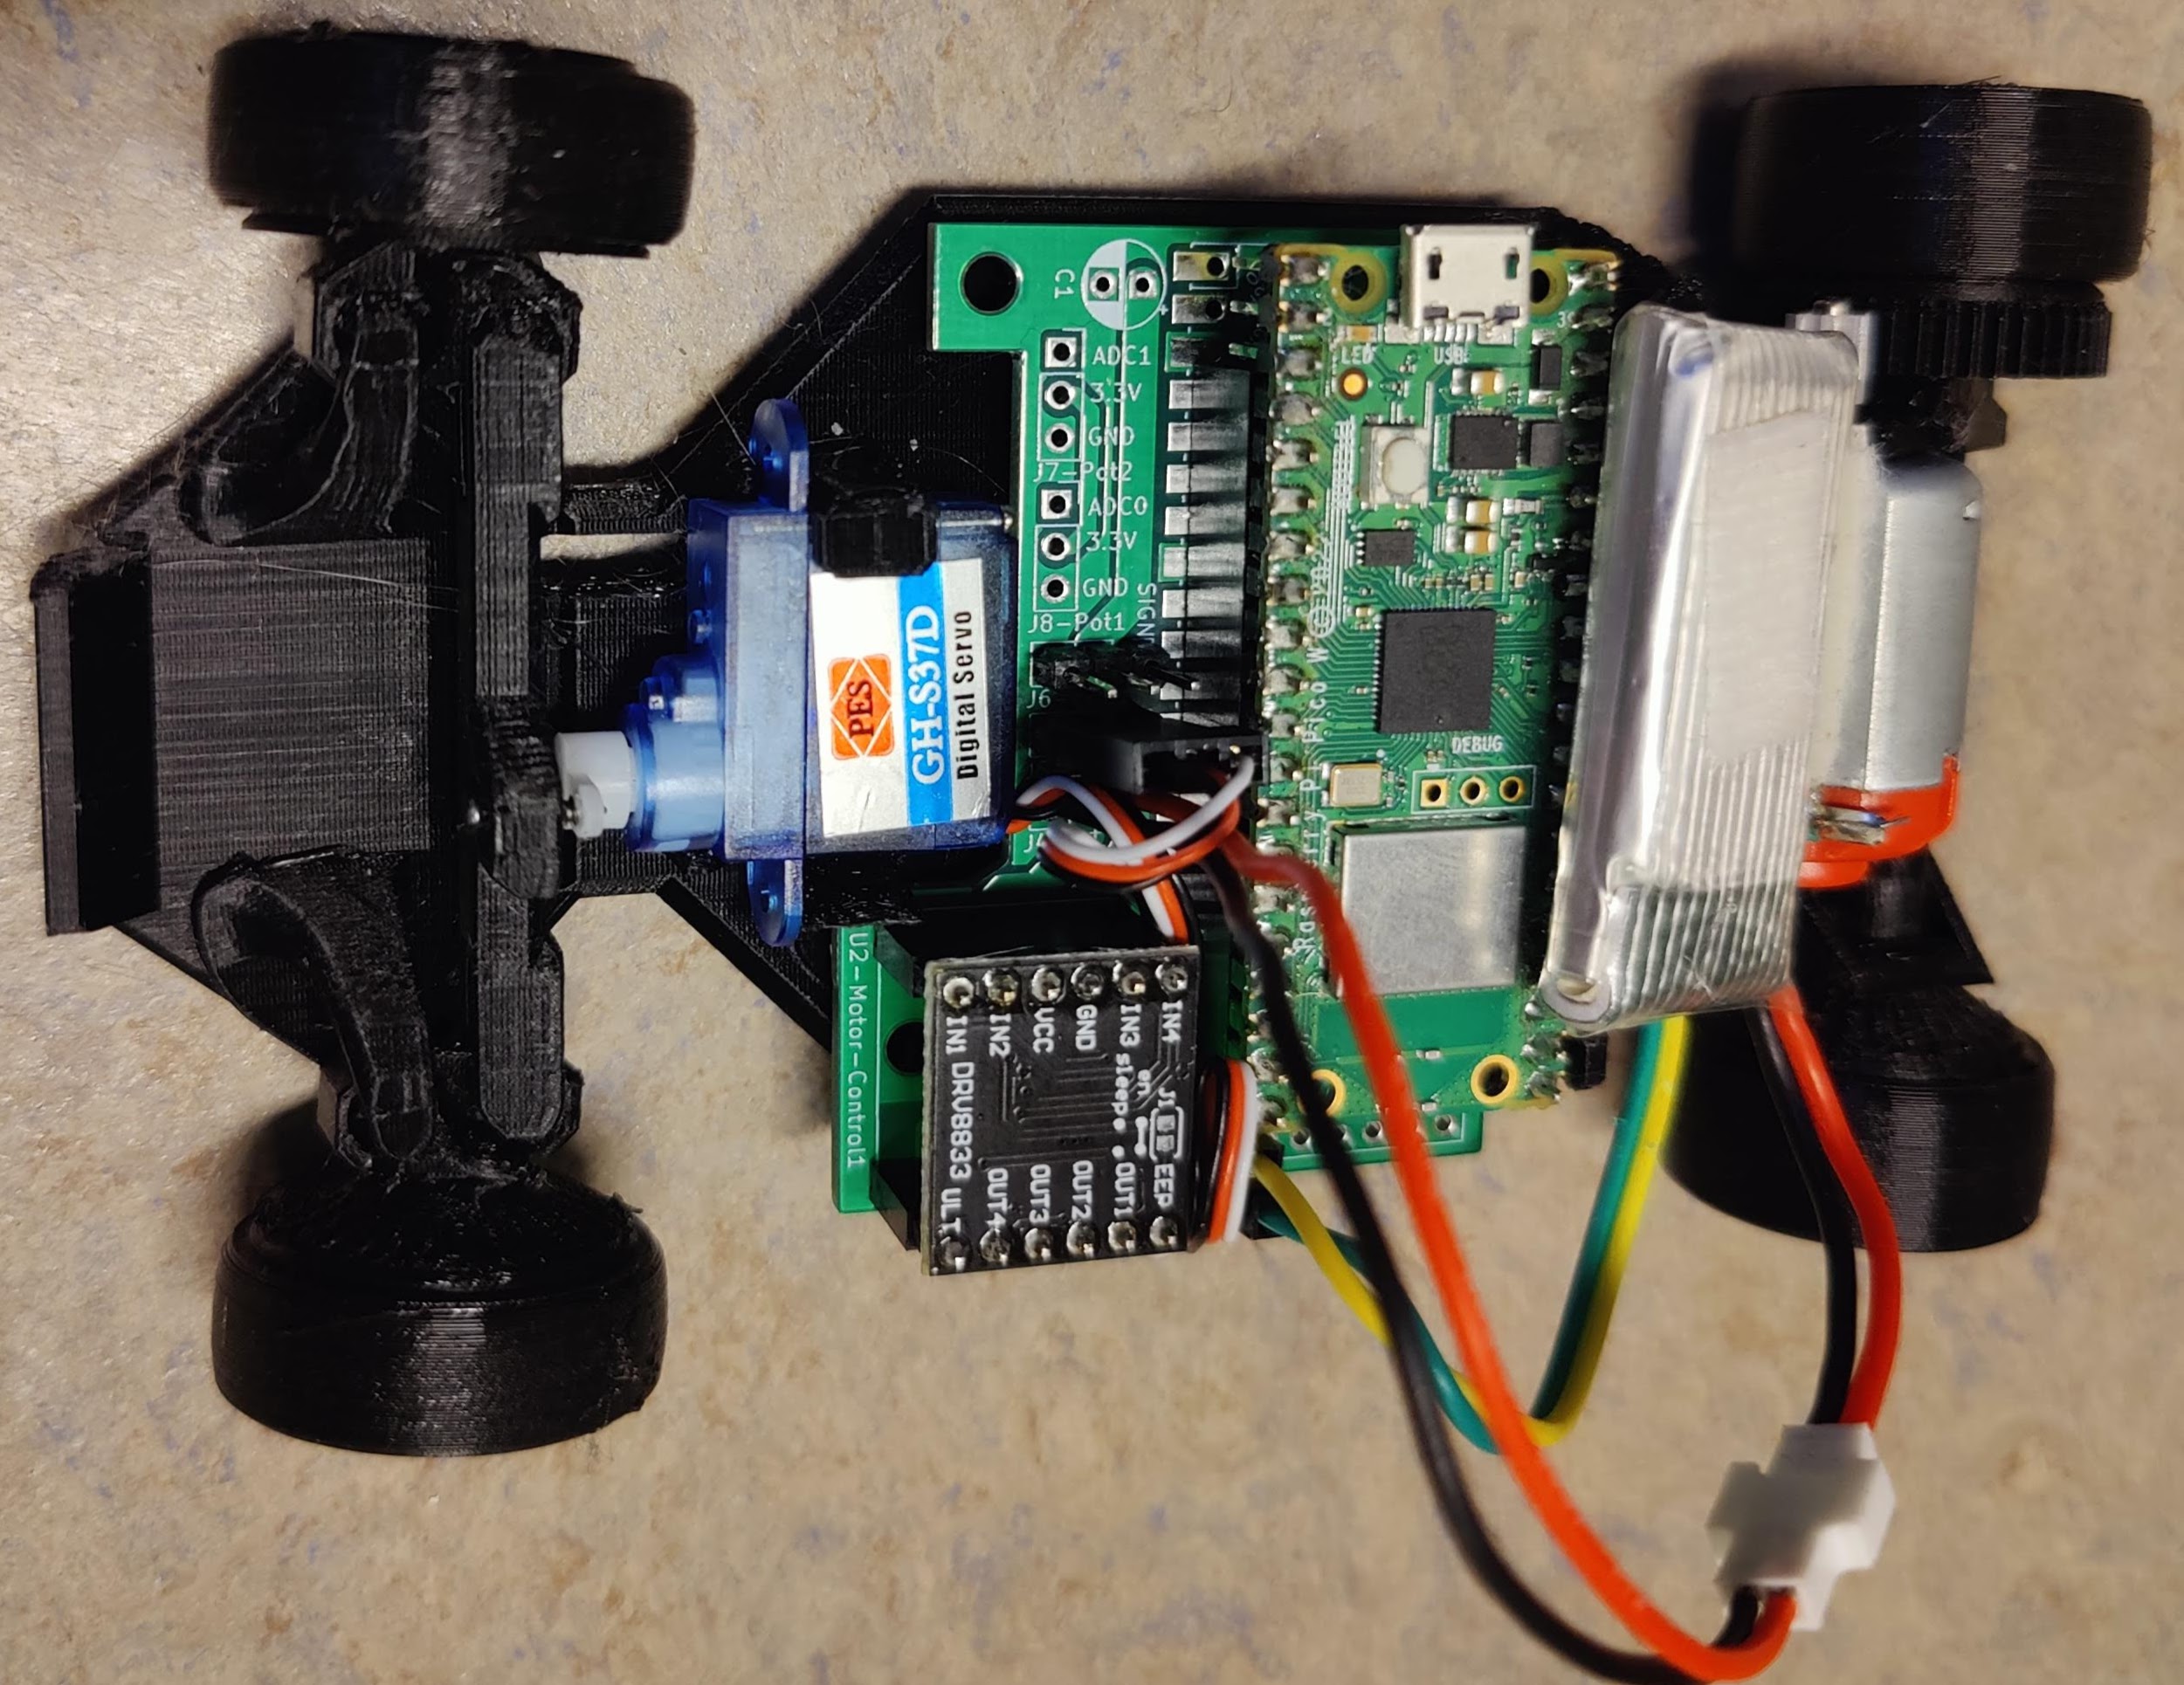 C1
ADC1
3.3V
GND
J7-Pot2
ADC0
3.3V
GND
J8-Pot1
J6
LED
USB
DEBUG
PES
GH-S37D
Digital Servo
U2-Motor-Control1
IN1
IN2
VCC
GND
IN3
IN4
DRV8833
sleep
en
J1
ULT
OUT4
OUT3
OUT2
OUT1
EEP